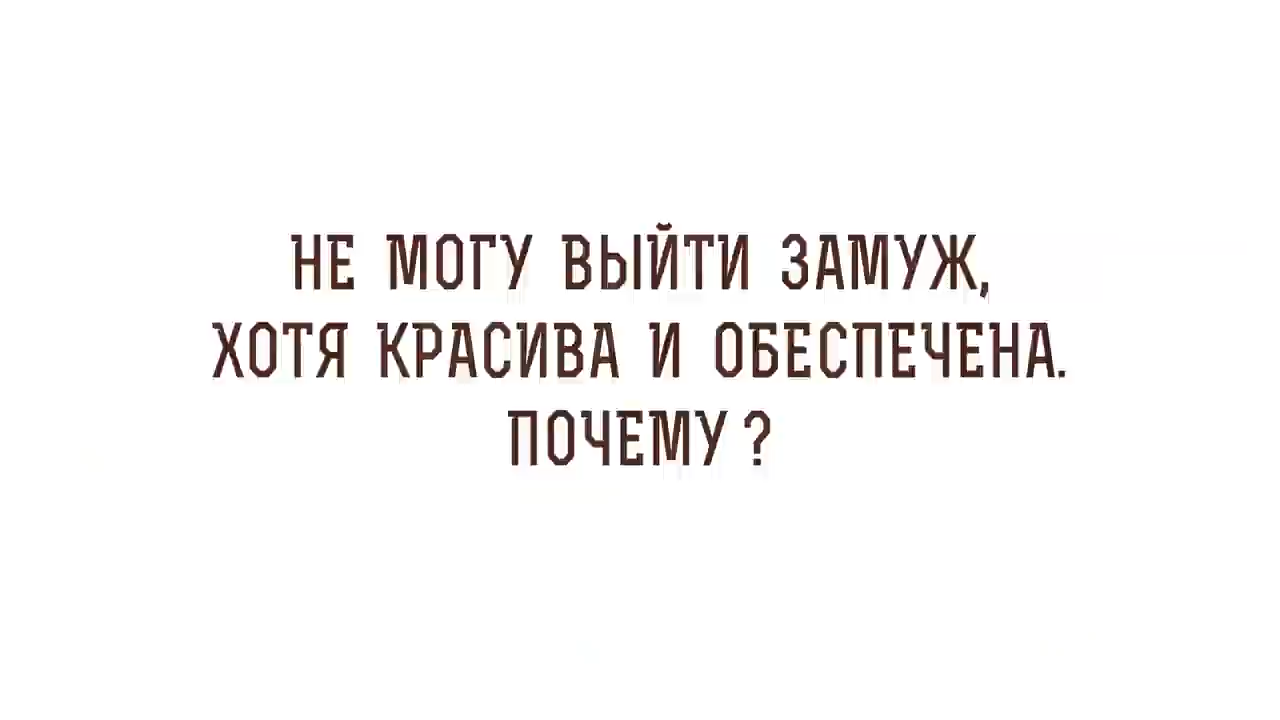 НЕ МОГУ ВЫЙТИ ЗАМУЖ,
ХОТЯ КРАСИВА И ОБЕСПЕЧЕНА.
ПОЧЕМУ ?